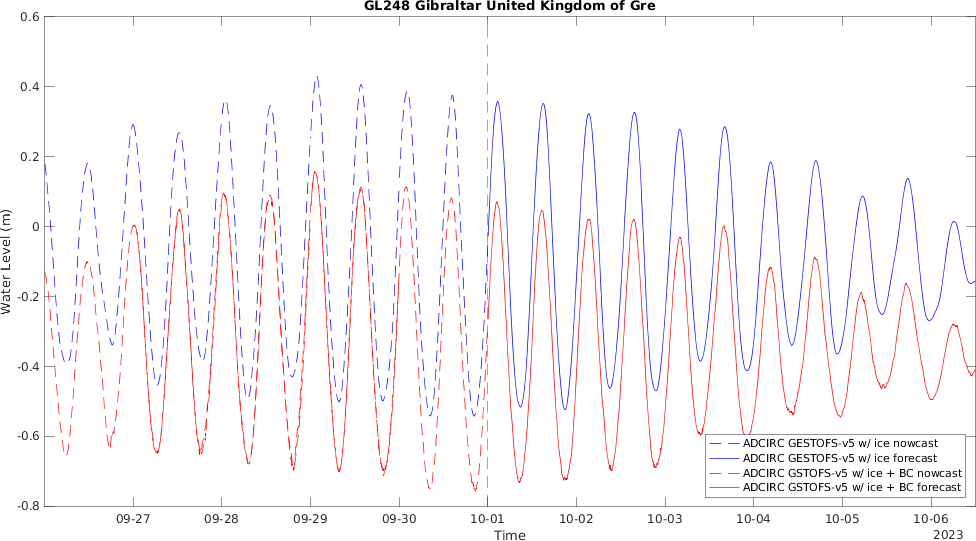 GL248 Gibraltar United Kingdom of Gre
0.6
0.4
0.2
0
-0.2
-0.4
-0.6
-0.8
Water Level (m)
ADCIRC GESTOFS-v5 w/ ice nowcast
ADCIRC GESTOFS-v5 w/ ice forecast
ADCIRC GSTOFS-v5 w/ ice + BC nowcast
ADCIRC GSTOFS-v5 w/ ice + BC forecast
09-27 09-28 09-29 09-30 10-01 10-02 10-03 10-04 10-05 10-06
Time
2023